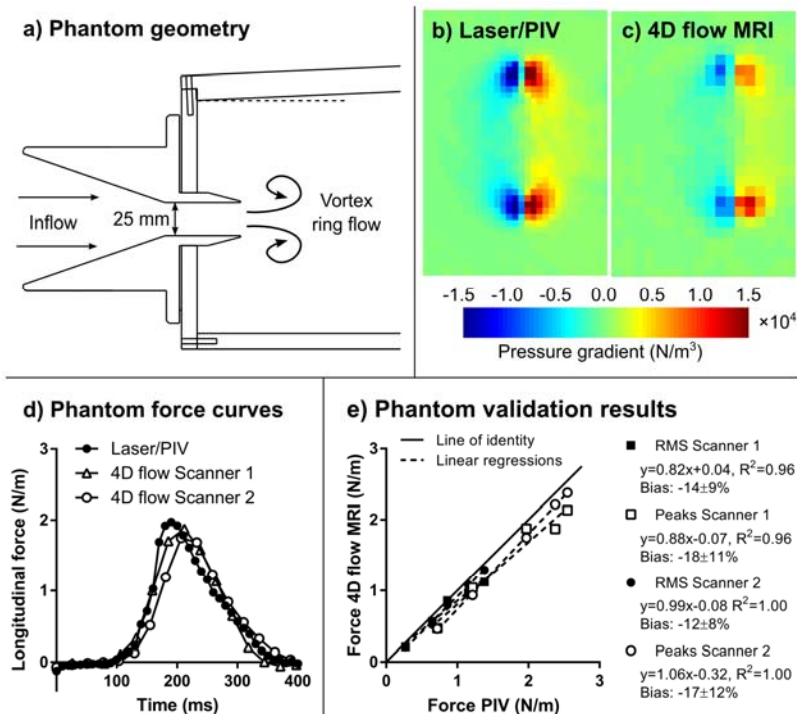 a) Phantom geometry
Inflow
25 mm
Vortex
ring flow
b) Laser/PIV
c) 4D flow MRI
-1.5 -1.0 -0.5 0.0 0.5 1.0 1.5
×10⁴
Pressure gradient (N/m³)
d) Phantom force curves
Laser/PIV
4D flow Scanner 1
4D flow Scanner 2
Longitudinal force (N/m)
3
2
1
0
100 200 300 400
Time (ms)
e) Phantom validation results
Line of identity
Linear regressions
Force 4D flow MRI (N/m)
3
2
1
0
0 1 2 3
Force PIV (N/m)
RMS Scanner 1
y=0.82x+0.04, R²=0.96
Bias: -14±9%
Peaks Scanner 1
y=0.88x-0.07, R²=0.96
Bias: -18±11%
RMS Scanner 2
y=0.99x-0.08 R²=1.00
Bias: -12±8%
Peaks Scanner 2
y=1.06x-0.32, R²=1.00
Bias: -17±12%